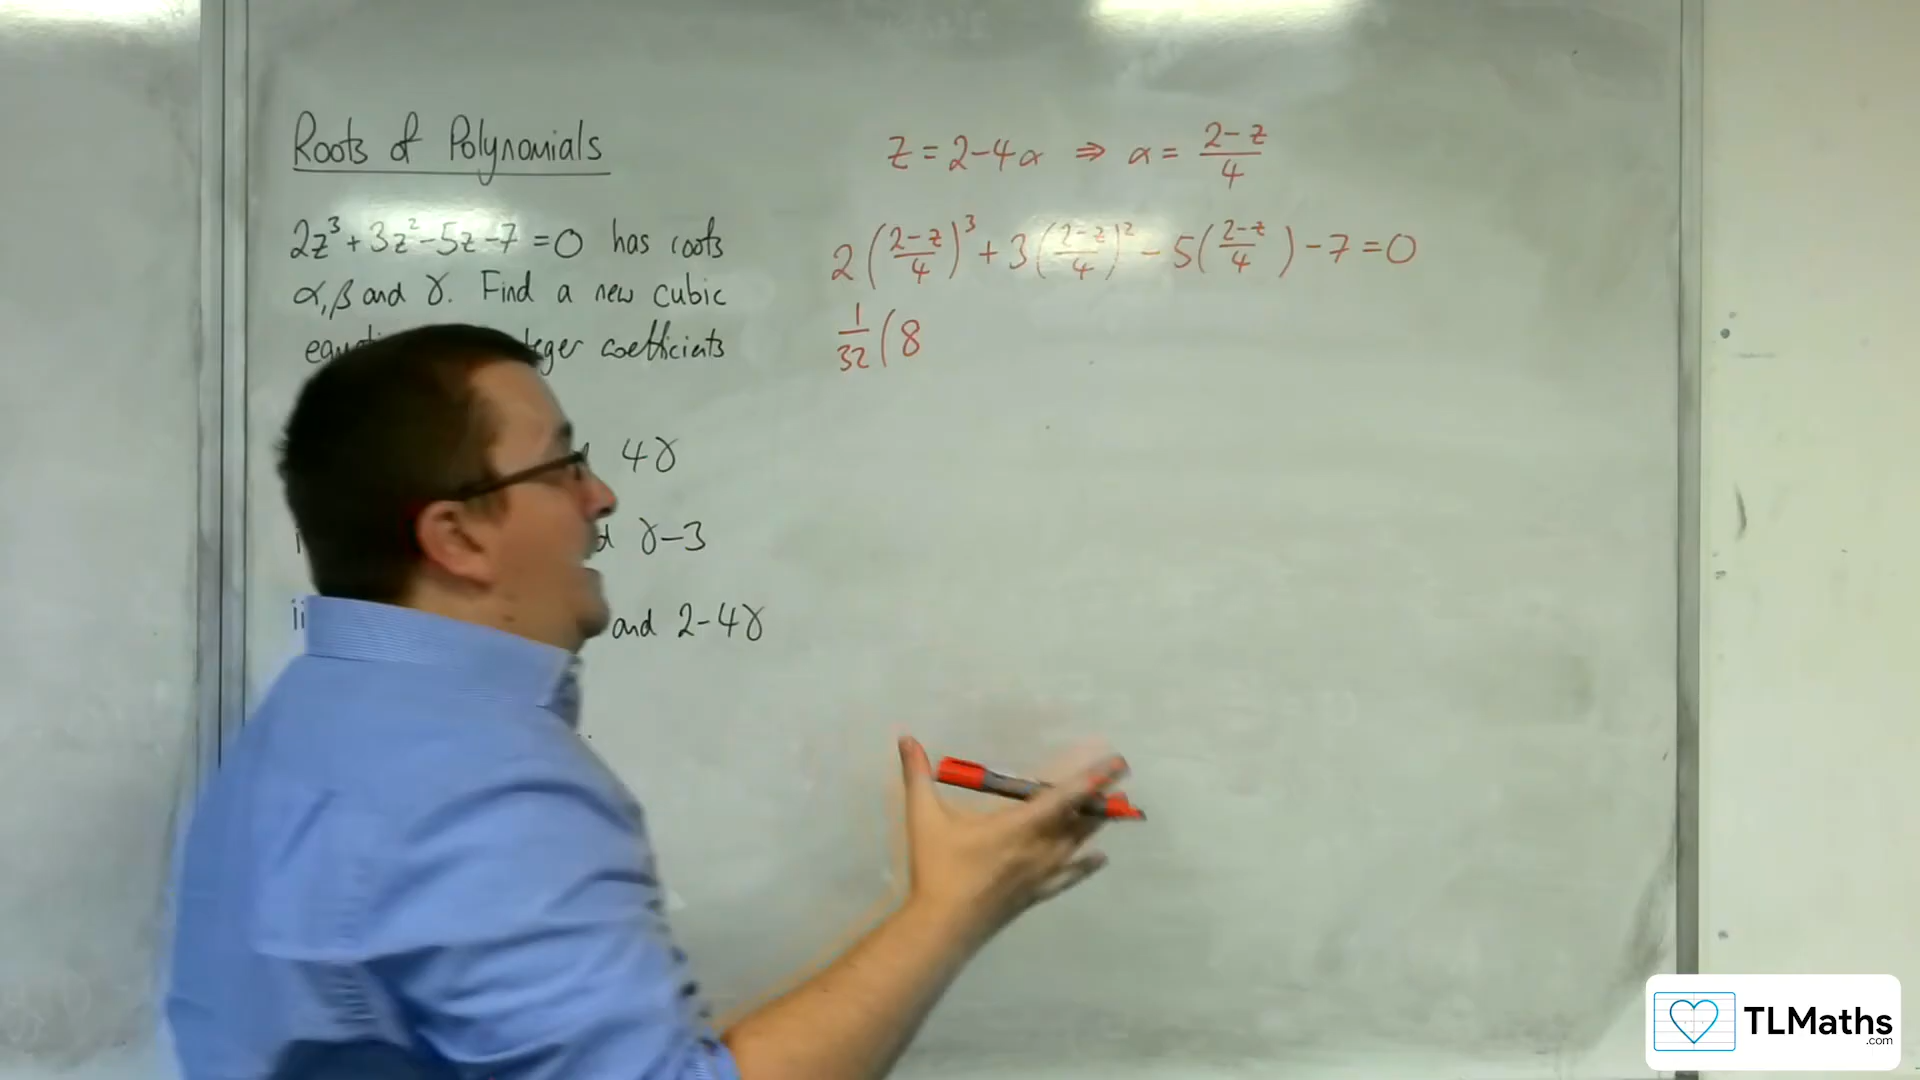 Roots of Polynomials
2z³+3z²-5z-7=0 has roots
α, β and γ. Find a new cubic
coefficients
4γ
γ-3
and 2-4γ
z=2-4α ⇒ α=(2-z)/4
2((2-z)/4)³+3((2-z)/4)²-5((2-z)/4)-7=0
1/32(8
TLMaths
.com